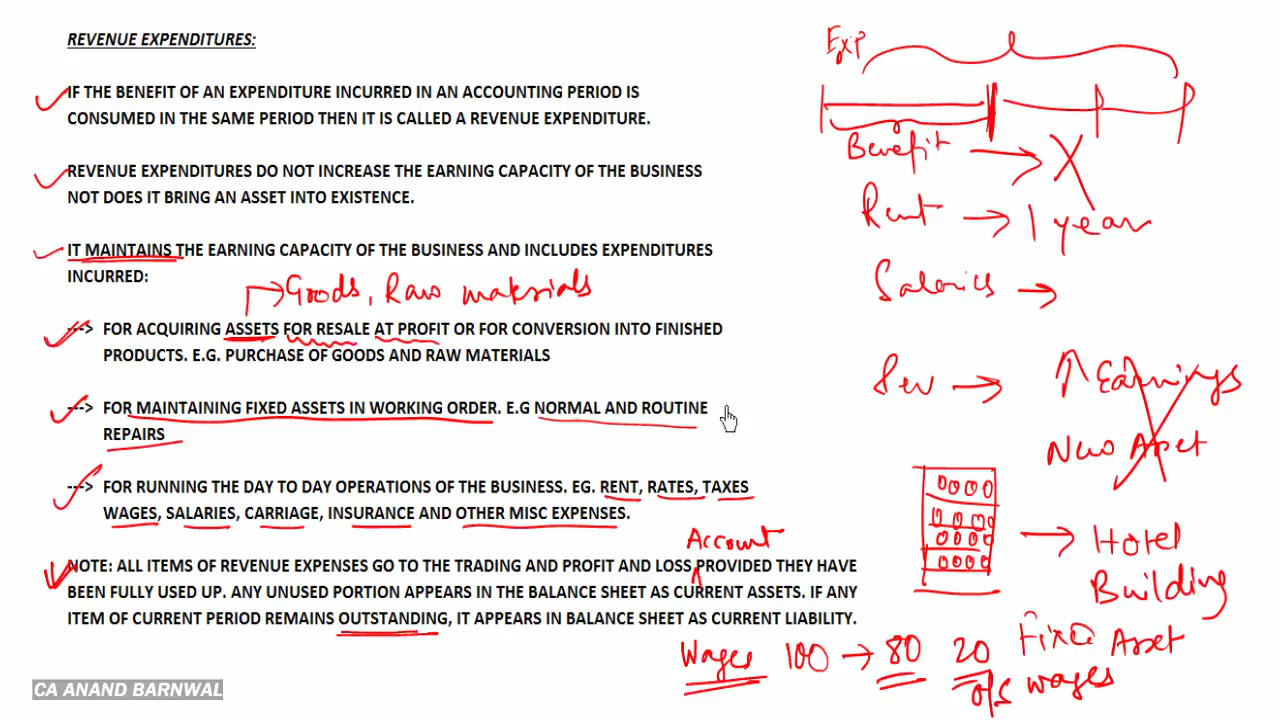 REVENUE EXPENDITURES:
Exp
IF THE BENEFIT OF AN EXPENDITURE INCURRED IN AN ACCOUNTING PERIOD IS
CONSUMED IN THE SAME PERIOD THEN IT IS CALLED A REVENUE EXPENDITURE.
Benefit → X
REVENUE EXPENDITURES DO NOT INCREASE THE EARNING CAPACITY OF THE BUSINESS
NOT DOES IT BRING AN ASSET INTO EXISTENCE.
Rent → 1 year
IT MAINTAINS THE EARNING CAPACITY OF THE BUSINESS AND INCLUDES EXPENDITURES
INCURRED:
Goods, Raw materials
Salaries →
---> FOR ACQUIRING ASSETS FOR RESALE AT PROFIT OR FOR CONVERSION INTO FINISHED
PRODUCTS. E.G. PURCHASE OF GOODS AND RAW MATERIALS
Rev → ↑ Earnings
---> FOR MAINTAINING FIXED ASSETS IN WORKING ORDER. E.G NORMAL AND ROUTINE
REPAIRS
New Asset
---> FOR RUNNING THE DAY TO DAY OPERATIONS OF THE BUSINESS. EG. RENT, RATES, TAXES
WAGES, SALARIES, CARRIAGE, INSURANCE AND OTHER MISC EXPENSES.
→ Hotel
Building
Account
NOTE: ALL ITEMS OF REVENUE EXPENSES GO TO THE TRADING AND PROFIT AND LOSS PROVIDED THEY HAVE
BEEN FULLY USED UP. ANY UNUSED PORTION APPEARS IN THE BALANCE SHEET AS CURRENT ASSETS. IF ANY
ITEM OF CURRENT PERIOD REMAINS OUTSTANDING, IT APPEARS IN BALANCE SHEET AS CURRENT LIABILITY.
Fixed Asset
Wages 100 → 80 20
o/s wages
CA ANAND BARNWAL